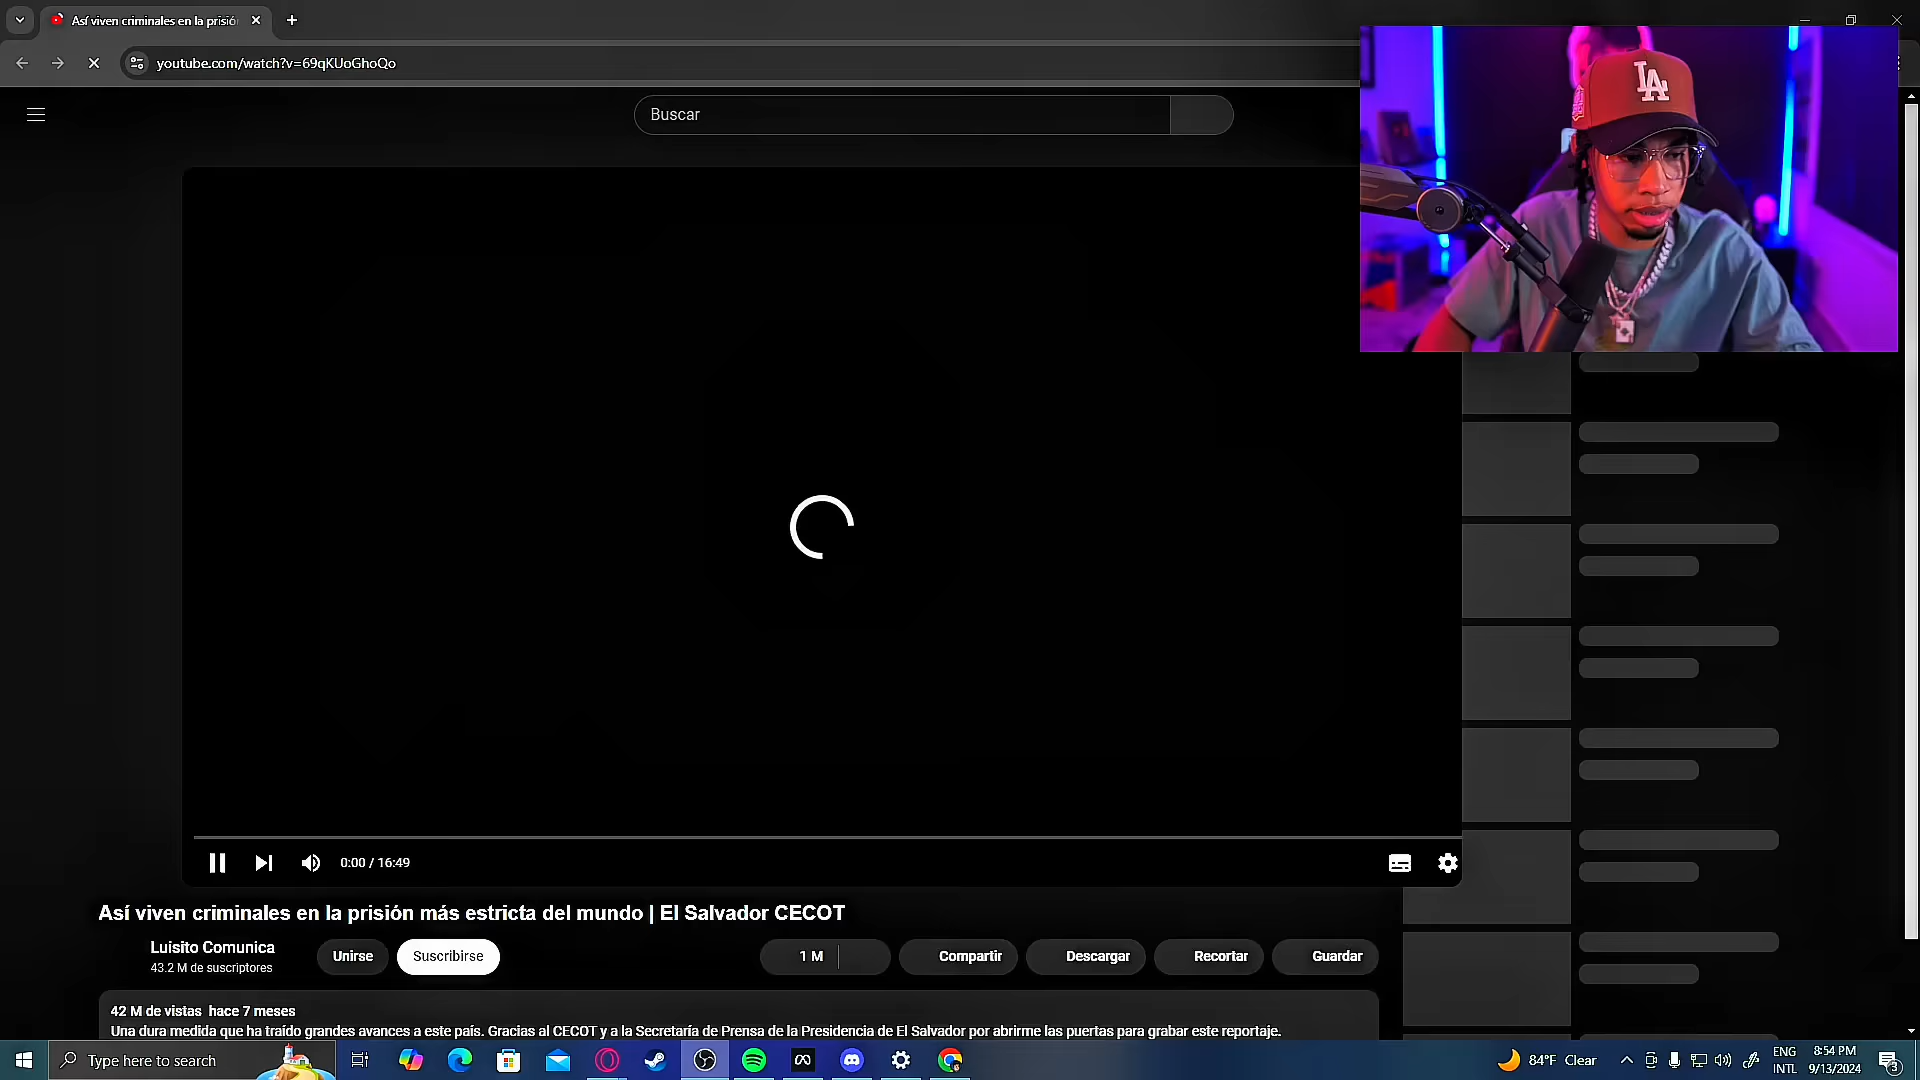 Así viven criminales en la prisió
youtube.com/watch?v=69qKUoGhoQo
Buscar
LA
0:00 / 16:49
Así viven criminales en la prisión más estricta del mundo | El Salvador CECOT
Luisito Comunica
43.2 M de suscriptores
Unirse
Suscribirse
1 M
Compartir
Descargar
Recortar
Guardar
42 M de vistas hace 7 meses
Una dura medida que ha traído grandes avances a este país. Gracias al CECOT y a la Secretaría de Prensa de la Presidencia de El Salvador por abrirme las puertas para grabar este reportaje.
Type here to search
84°F Clear
ENG
INTL
8:54 PM
9/13/2024
3